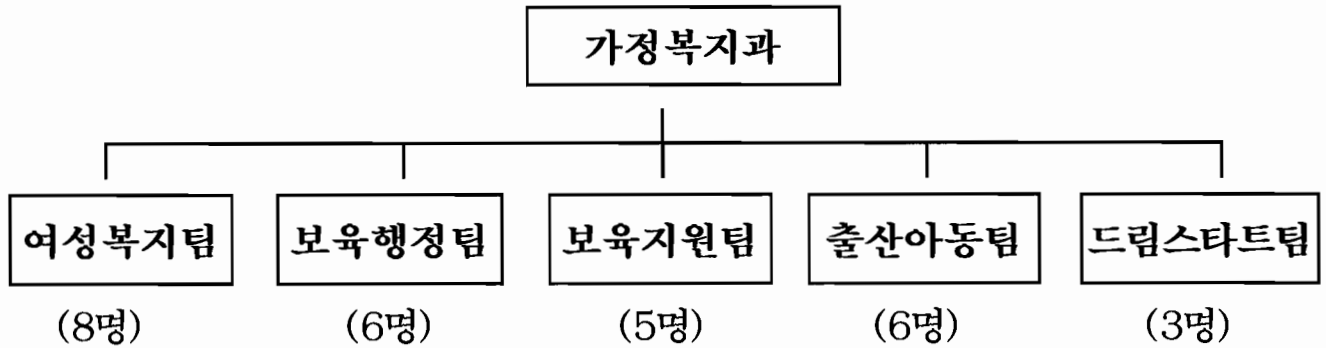 가정복지과
여성복지팀 보육행정팀 보육지원팀 출산아동팀 드림스타트팀
(8명) (6명) (5명) (6명) (3명)